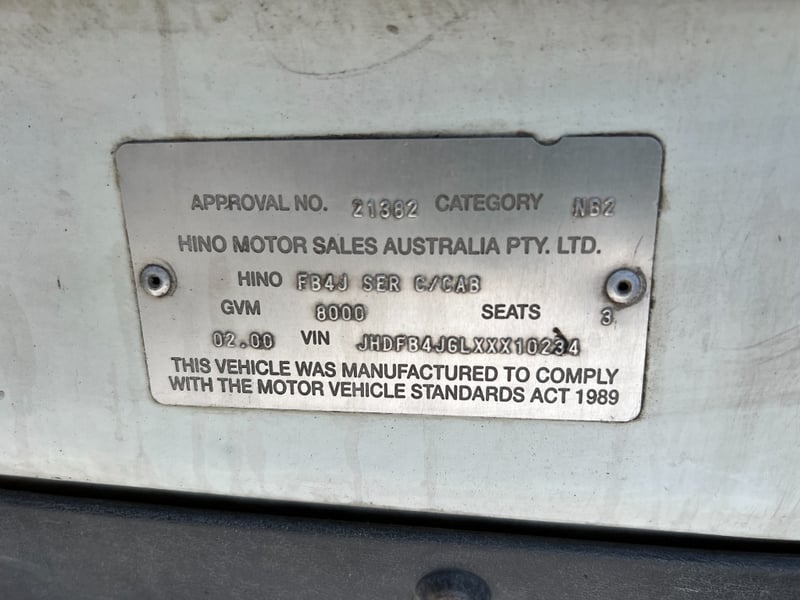 APPROVAL NO. 21382 CATEGORY NB2
HINO MOTOR SALES AUSTRALIA PTY. LTD.
HINO FB4J SER C/CAB
GVM 8000 SEATS 3
02.00 VIN JHDFB4JGLXXX10234
THIS VEHICLE WAS MANUFACTURED TO COMPLY
WITH THE MOTOR VEHICLE STANDARDS ACT 1989